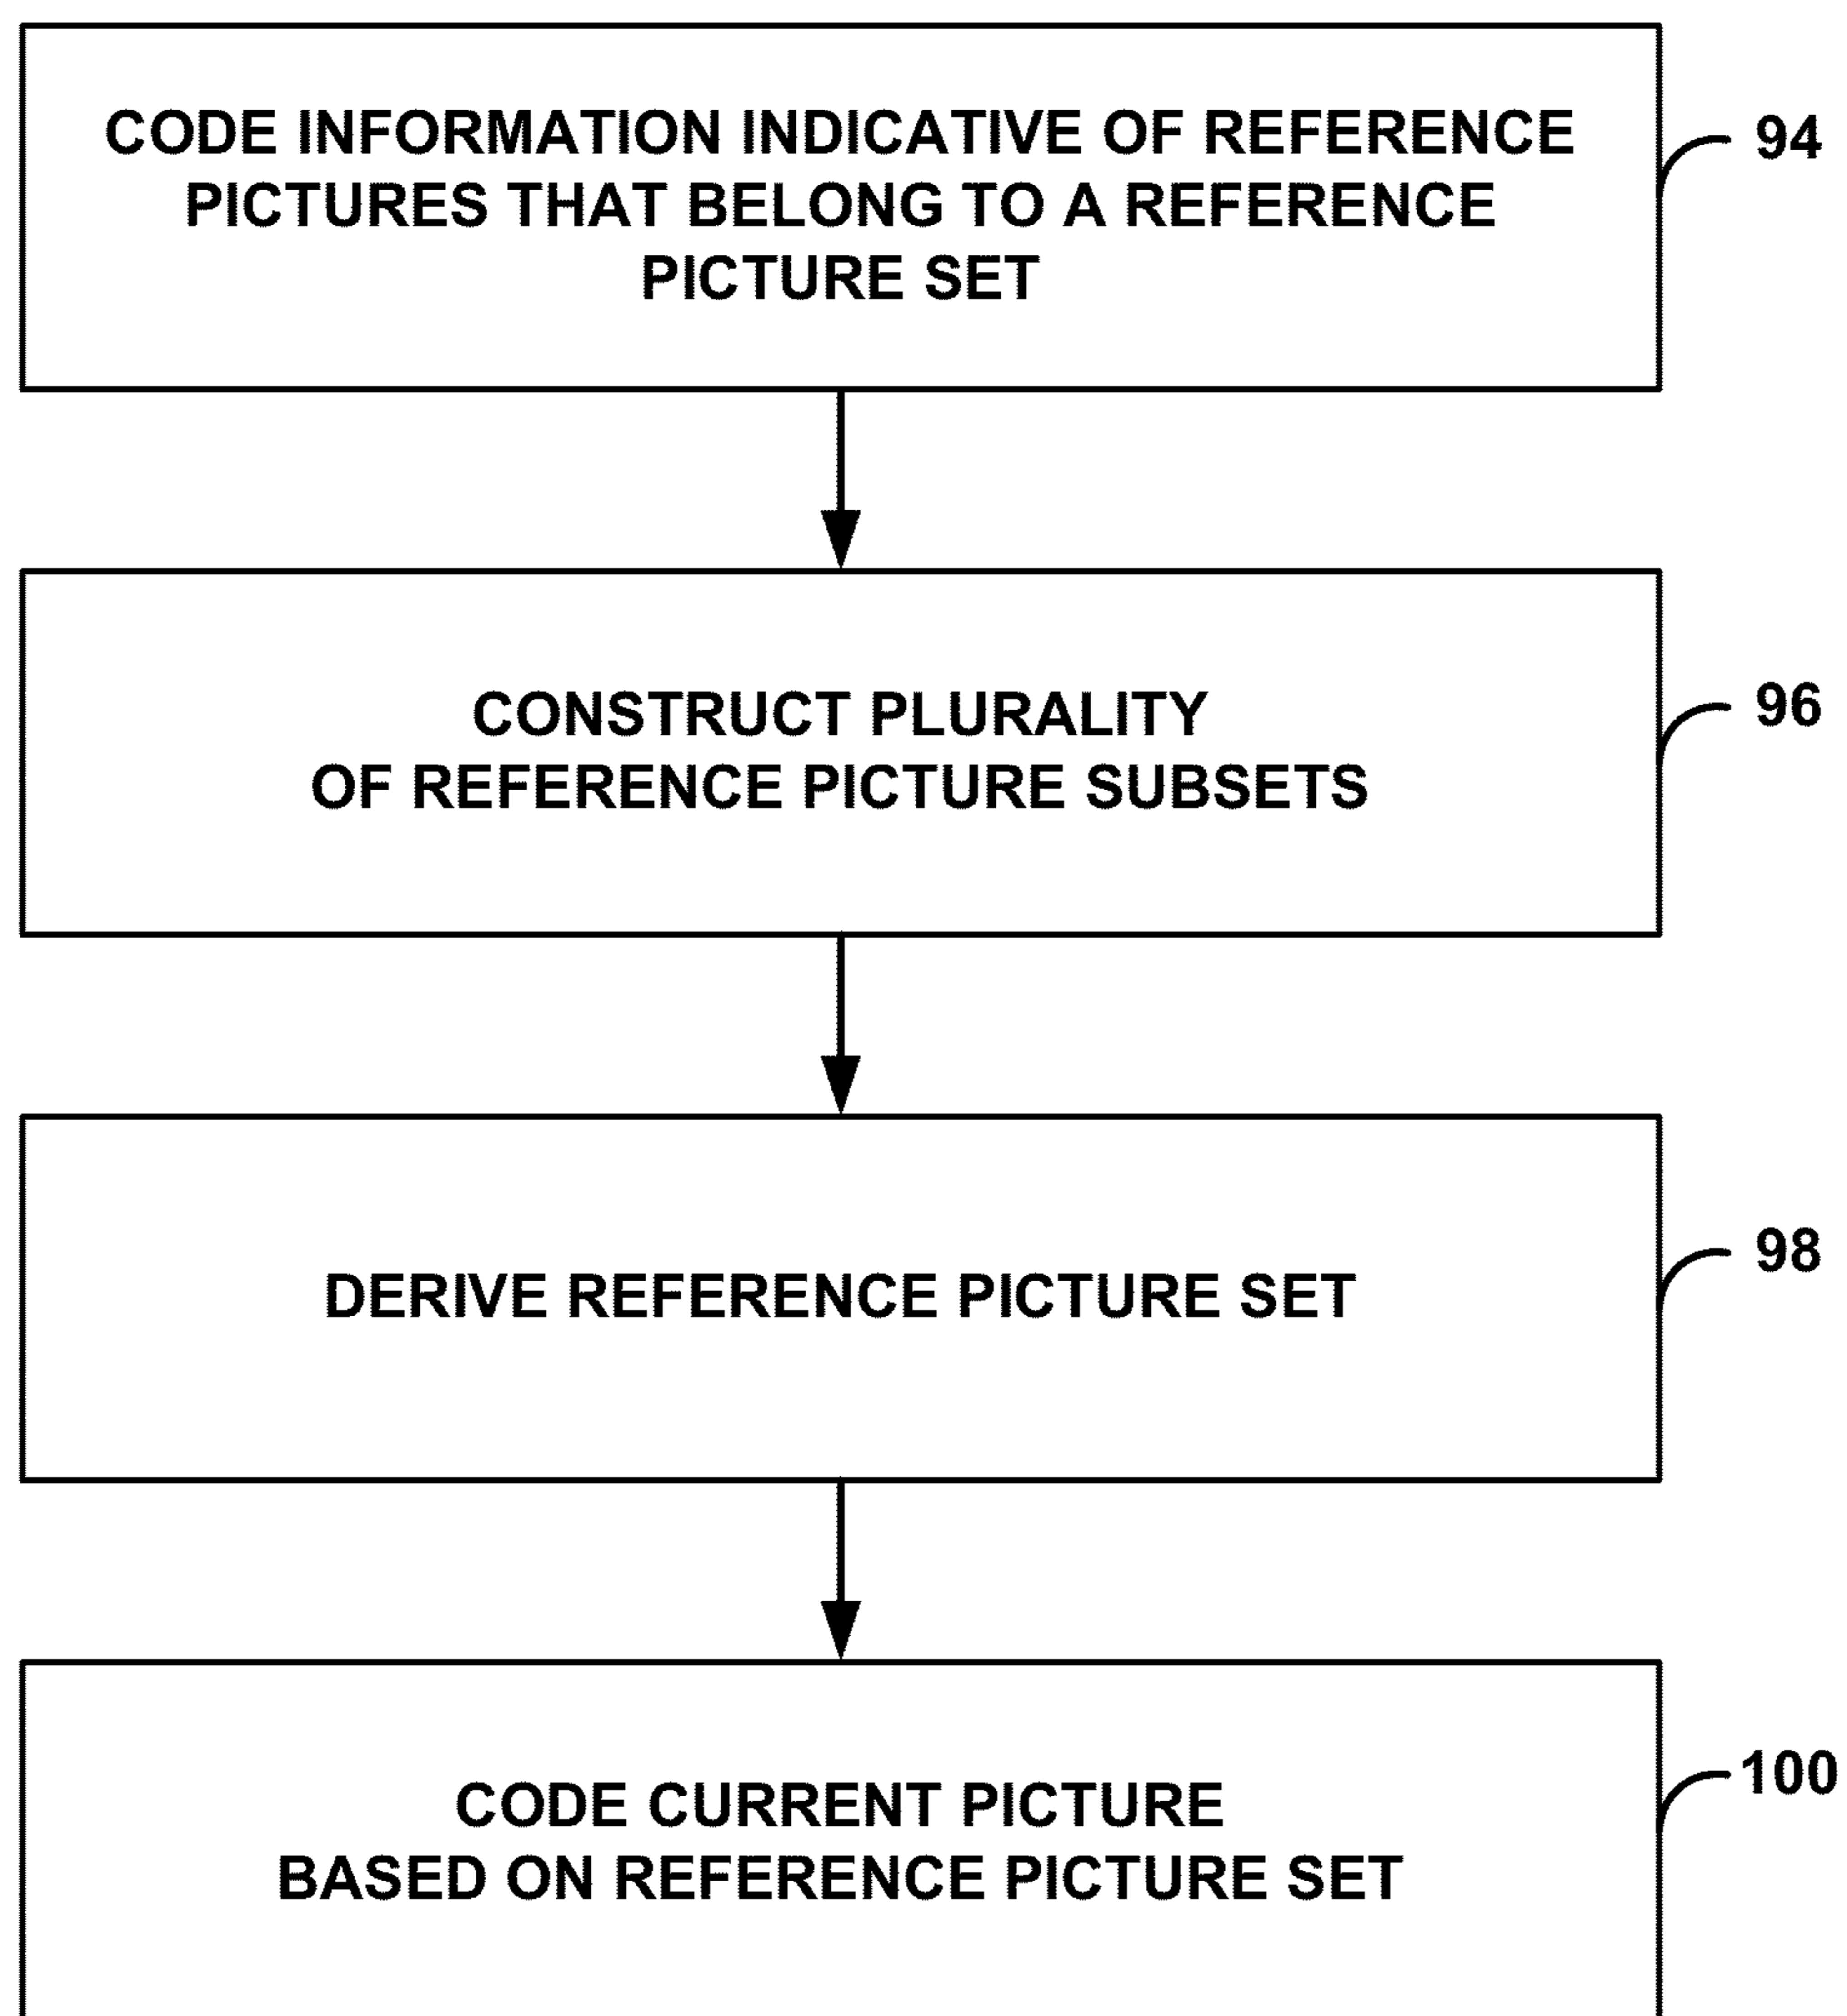 CODE INFORMATION INDICATIVE OF REFERENCE
PICTURES THAT BELONG TO A REFERENCE
PICTURE SET
94
CONSTRUCT PLURALITY
OF REFERENCE PICTURE SUBSETS
96
DERIVE REFERENCE PICTURE SET
98
CODE CURRENT PICTURE
BASED ON REFERENCE PICTURE SET
100